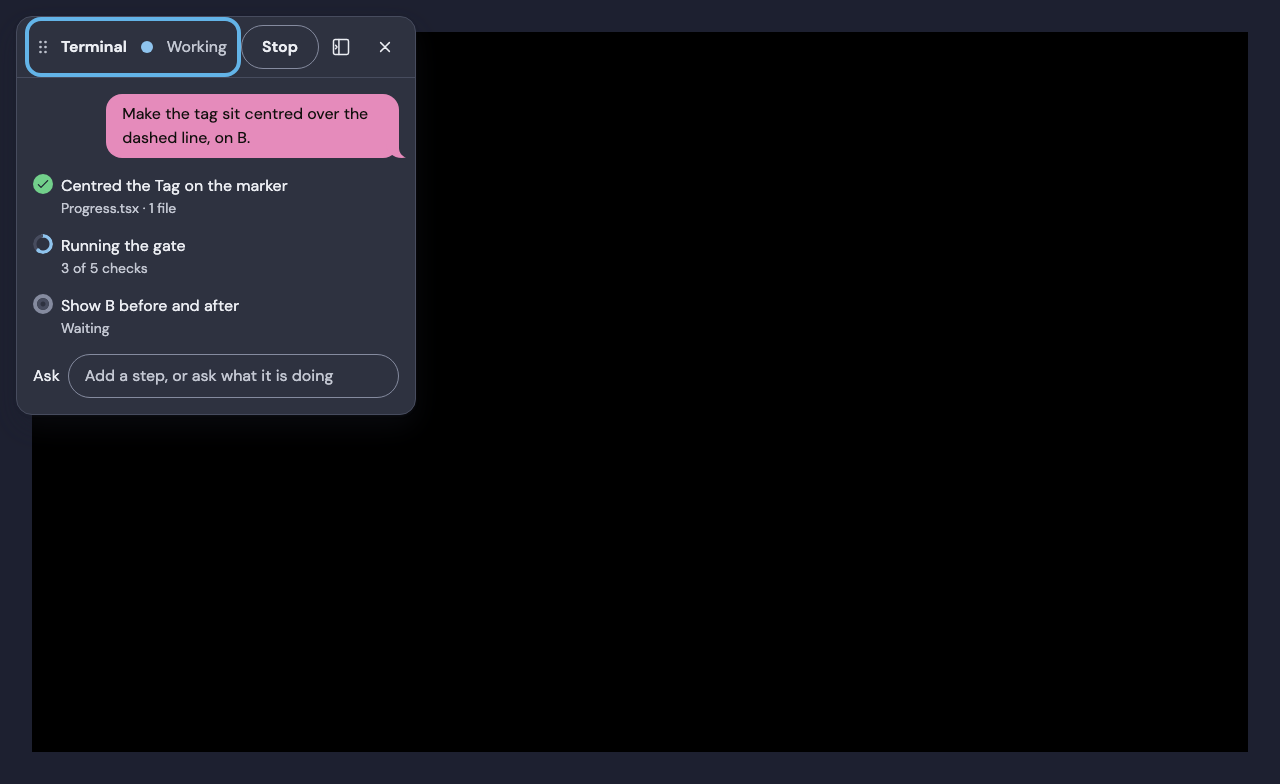 Terminal Working Stop
Make the tag sit centred over the
dashed line, on B.
Centred the Tag on the marker
Progress.tsx · 1 file
Running the gate
3 of 5 checks
Show B before and after
Waiting
Ask Add a step, or ask what it is doing